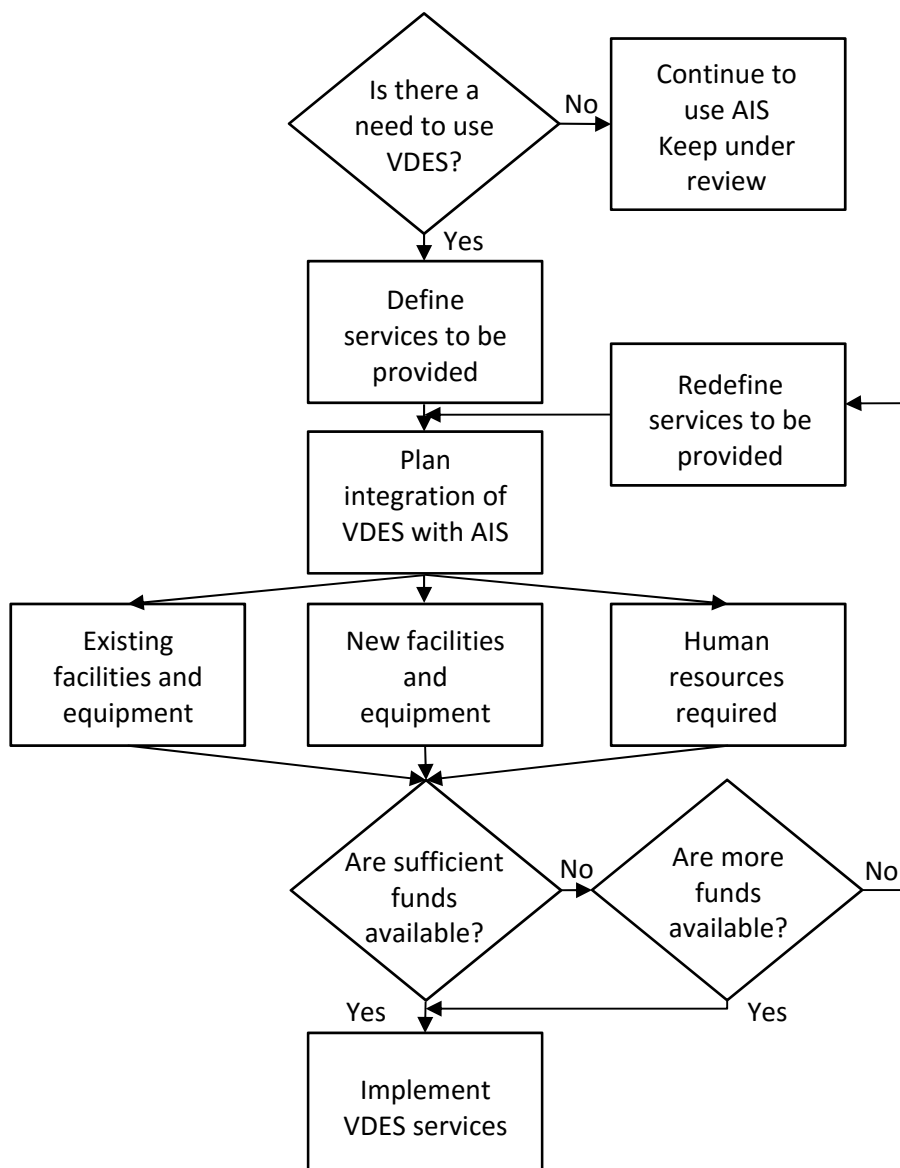 Is there a
need to use
VDES?
No
Continue to
use AIS
Keep under
review
Yes
Define
services to be
provided
Redefine
services to be
provided
Plan
integration of
VDES with AIS
Existing
facilities and
equipment
New facilities
and
equipment
Human
resources
required
Are sufficient
funds
available?
No
Are more
funds
available?
No
Yes
Yes
Implement
VDES services